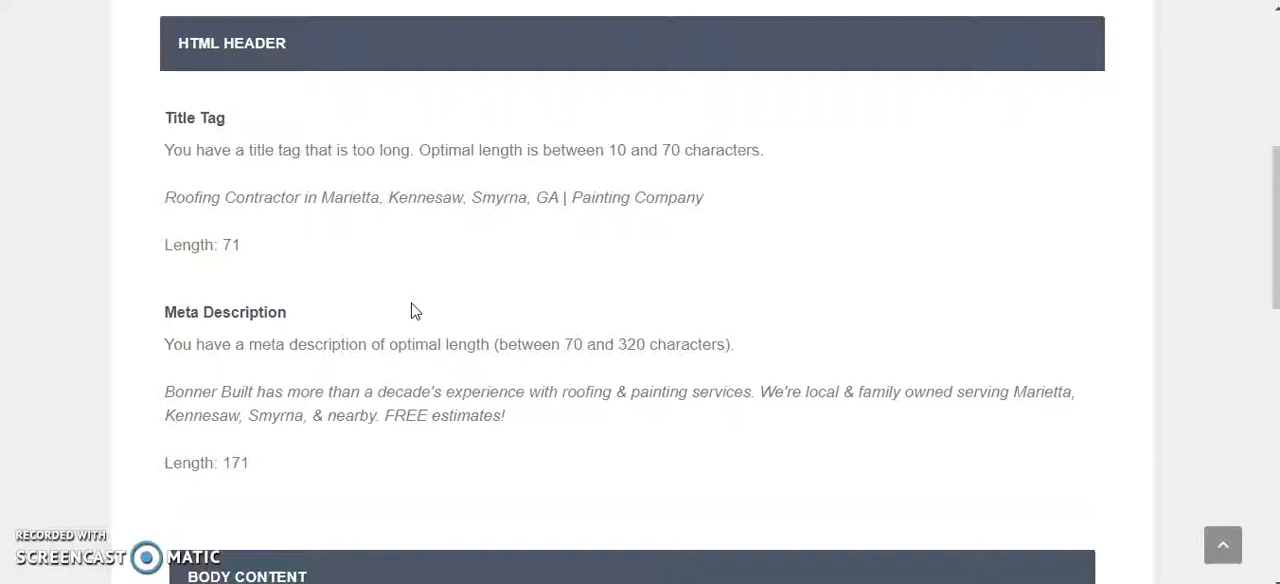 HTML HEADER
Title Tag
You have a title tag that is too long. Optimal length is between 10 and 70 characters.
Roofing Contractor in Marietta, Kennesaw, Smyrna, GA | Painting Company
Length: 71
Meta Description
You have a meta description of optimal length (between 70 and 320 characters).
Bonner Built has more than a decade's experience with roofing & painting services. We're local & family owned serving Marietta,
Kennesaw, Smyrna, & nearby. FREE estimates!
Length: 171
RECORDED WITH
SCREENCAST MATIC
BODY CONTENT